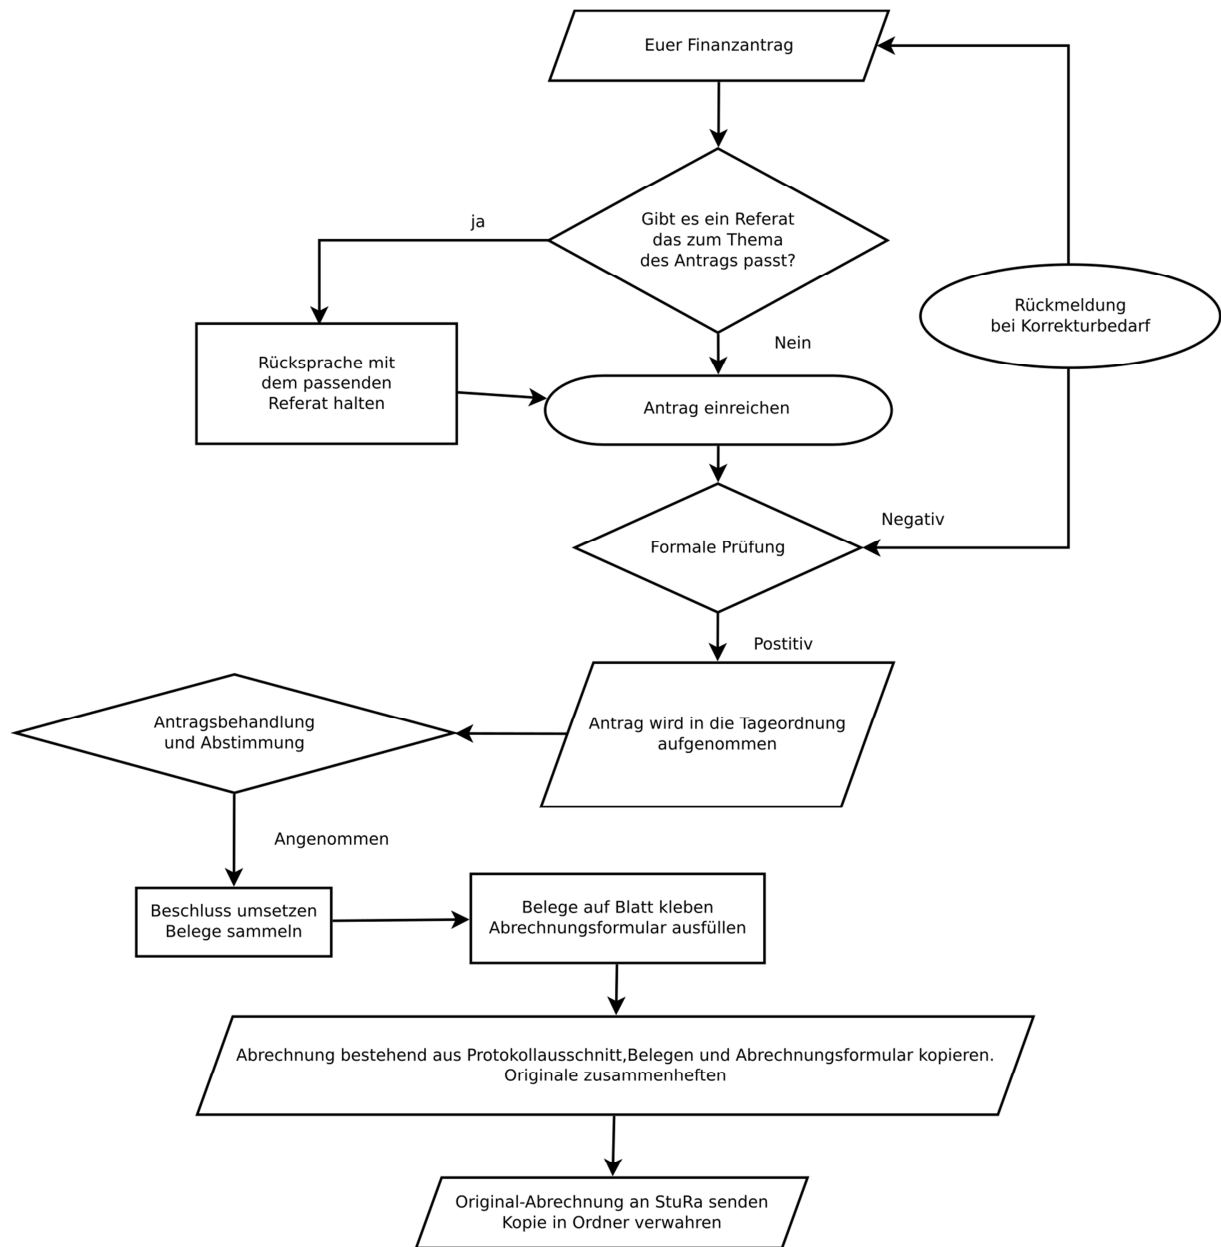 Euer Finanzantrag
Gibt es ein Referat
das zum Thema
des Antrags passt?
ja
Nein
Rückmeldung
bei Korrekturbedarf
Rücksprache mit
dem passenden
Referat halten
Antrag einreichen
Negativ
Formale Prüfung
Postitiv
Antrag wird in die Tageordnung
aufgenommen
Antragsbehandlung
und Abstimmung
Angenommen
Beschluss umsetzen
Belege sammeln
Belege auf Blatt kleben
Abrechnungsformular ausfüllen
Abrechnung bestehend aus Protokollausschnitt,Belegen und Abrechnungsformular kopieren.
Originale zusammenheften
Original-Abrechnung an StuRa senden
Kopie in Ordner verwahren